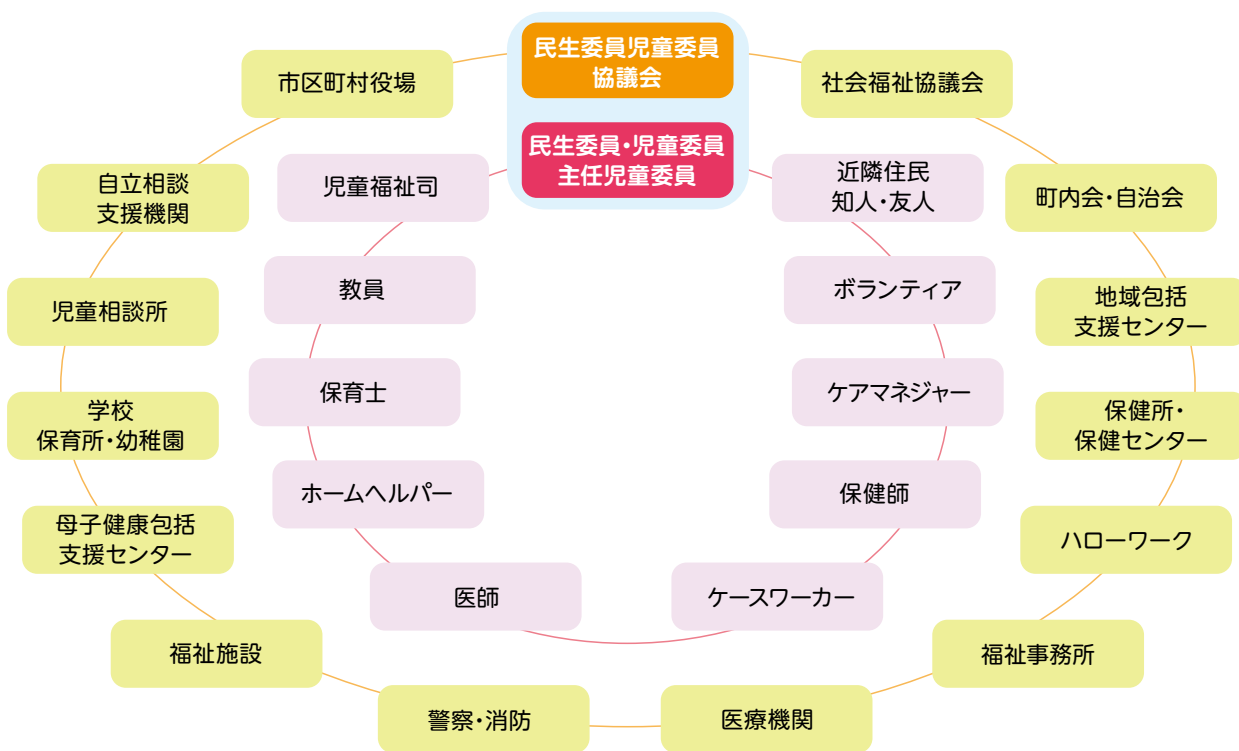 民生委員児童委員
協議会
民生委員・児童委員
主任児童委員
市区町村役場
社会福祉協議会
自立相談
支援機関
児童福祉司
近隣住民
知人・友人
町内会・自治会
児童相談所
教員
ボランティア
地域包括
支援センター
学校
保育所・幼稚園
保育士
ケアマネジャー
保健所・
保健センター
母子健康包括
支援センター
ホームヘルパー
保健師
ハローワーク
医師
ケースワーカー
福祉施設
福祉事務所
警察・消防
医療機関